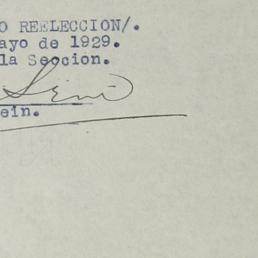 O REELECCION/.
ayo de 1929.
la Seccion.
ein.